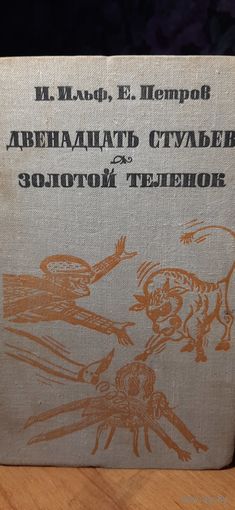 И. Ильф, Е. Петров
ДВЕНАДЦАТЬ СТУЛЬЕВ
ЗОЛОТОЙ ТЕЛЕНОК